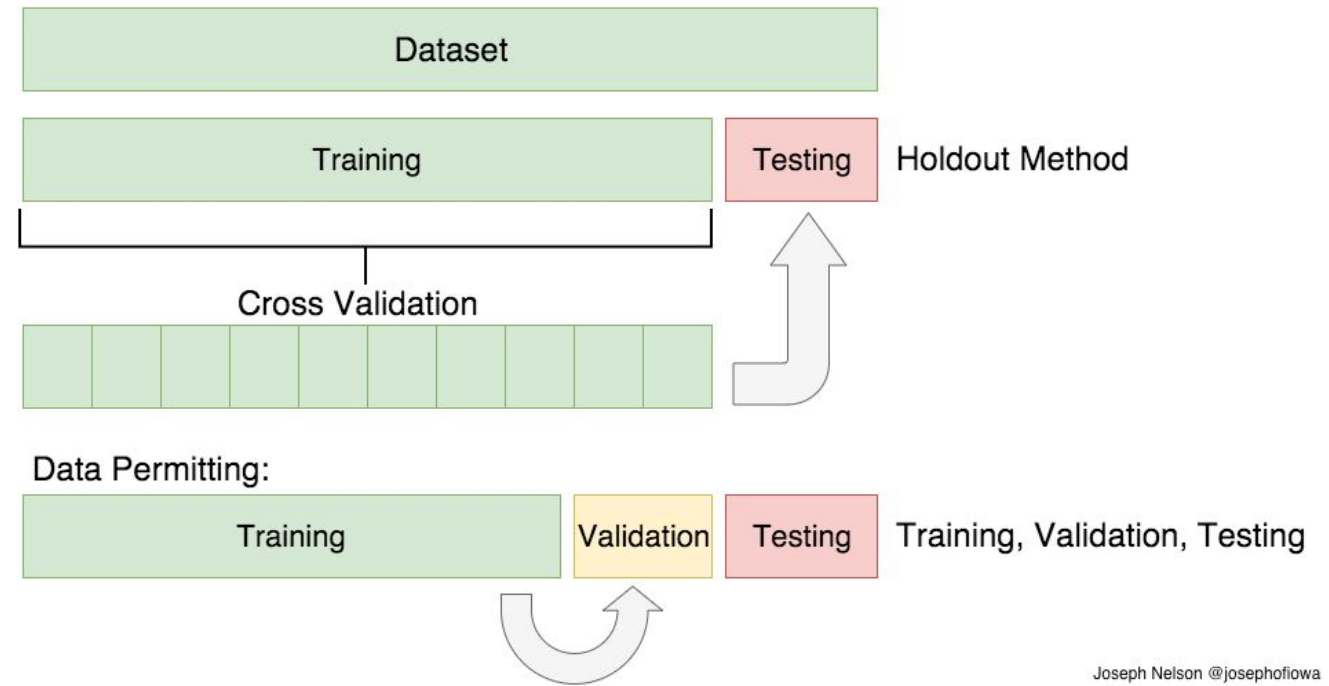 Dataset
Training
Testing
Holdout Method
Cross Validation
Data Permitting:
Training
Validation
Testing
Training, Validation, Testing
Joseph Nelson @josephofiowa